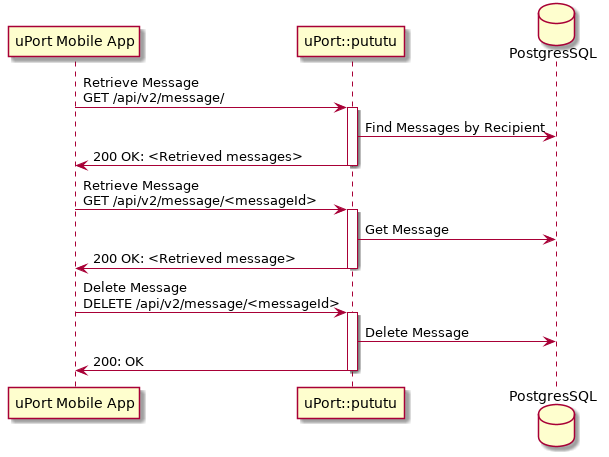 uPort Mobile App
uPort::pututu
PostgresSQL
Retrieve Message
GET /api/v2/message/
Find Messages by Recipient
200 OK: <Retrieved messages>
Retrieve Message
GET /api/v2/message/<messageId>
Get Message
200 OK: <Retrieved message>
Delete Message
DELETE /api/v2/message/<messageId>
Delete Message
200: OK
uPort Mobile App
uPort::pututu
PostgresSQL